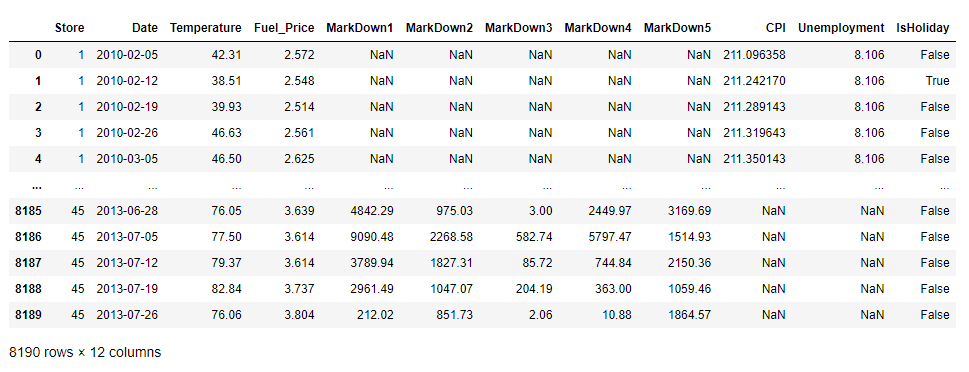 Store Date Temperature Fuel_Price MarkDown1 MarkDown2 MarkDown3 MarkDown4 MarkDown5 CPI Unemployment IsHoliday
0 1 2010-02-05 42.31 2.572 NaN NaN NaN NaN NaN 211.096358 8.106 False
1 1 2010-02-12 38.51 2.548 NaN NaN NaN NaN NaN 211.242170 8.106 True
2 1 2010-02-19 39.93 2.514 NaN NaN NaN NaN NaN 211.289143 8.106 False
3 1 2010-02-26 46.63 2.561 NaN NaN NaN NaN NaN 211.319643 8.106 False
4 1 2010-03-05 46.50 2.625 NaN NaN NaN NaN NaN 211.350143 8.106 False
... ... ... ... ... ... ... ... ... ... ... ... ...
8185 45 2013-06-28 76.05 3.639 4842.29 975.03 3.00 2449.97 3169.69 NaN NaN False
8186 45 2013-07-05 77.50 3.614 9090.48 2268.58 582.74 5797.47 1514.93 NaN NaN False
8187 45 2013-07-12 79.37 3.614 3789.94 1827.31 85.72 744.84 2150.36 NaN NaN False
8188 45 2013-07-19 82.84 3.737 2961.49 1047.07 204.19 363.00 1059.46 NaN NaN False
8189 45 2013-07-26 76.06 3.804 212.02 851.73 2.06 10.88 1864.57 NaN NaN False
8190 rows × 12 columns